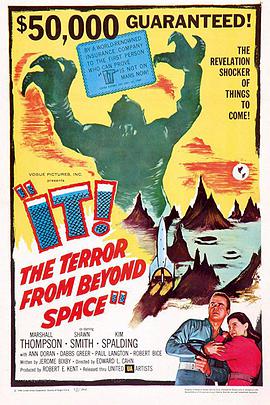 $50,000 GUARANTEED!
BY A WORLD-RENOWNED
INSURANCE COMPANY
TO THE FIRST PERSON
WHO CAN PROVE
"IT" IS NOT ON
MARS NOW!
THE
REVELATION
SHOCKER
OF
THINGS
TO
COME!
VOGUE PICTURES, INC.
presents
"IT!
THE TERROR
FROM BEYOND
SPACE"
co-starring
MARSHALL THOMPSON
SHAWN SMITH
KIM SPALDING
with ANN DORAN · DABBS GREER · PAUL LANGTON · ROBERT BICE
Written by JEROME BIXBY · Directed by EDWARD L. CAHN
Produced by ROBERT E. KENT · Released thru UNITED ARTISTS